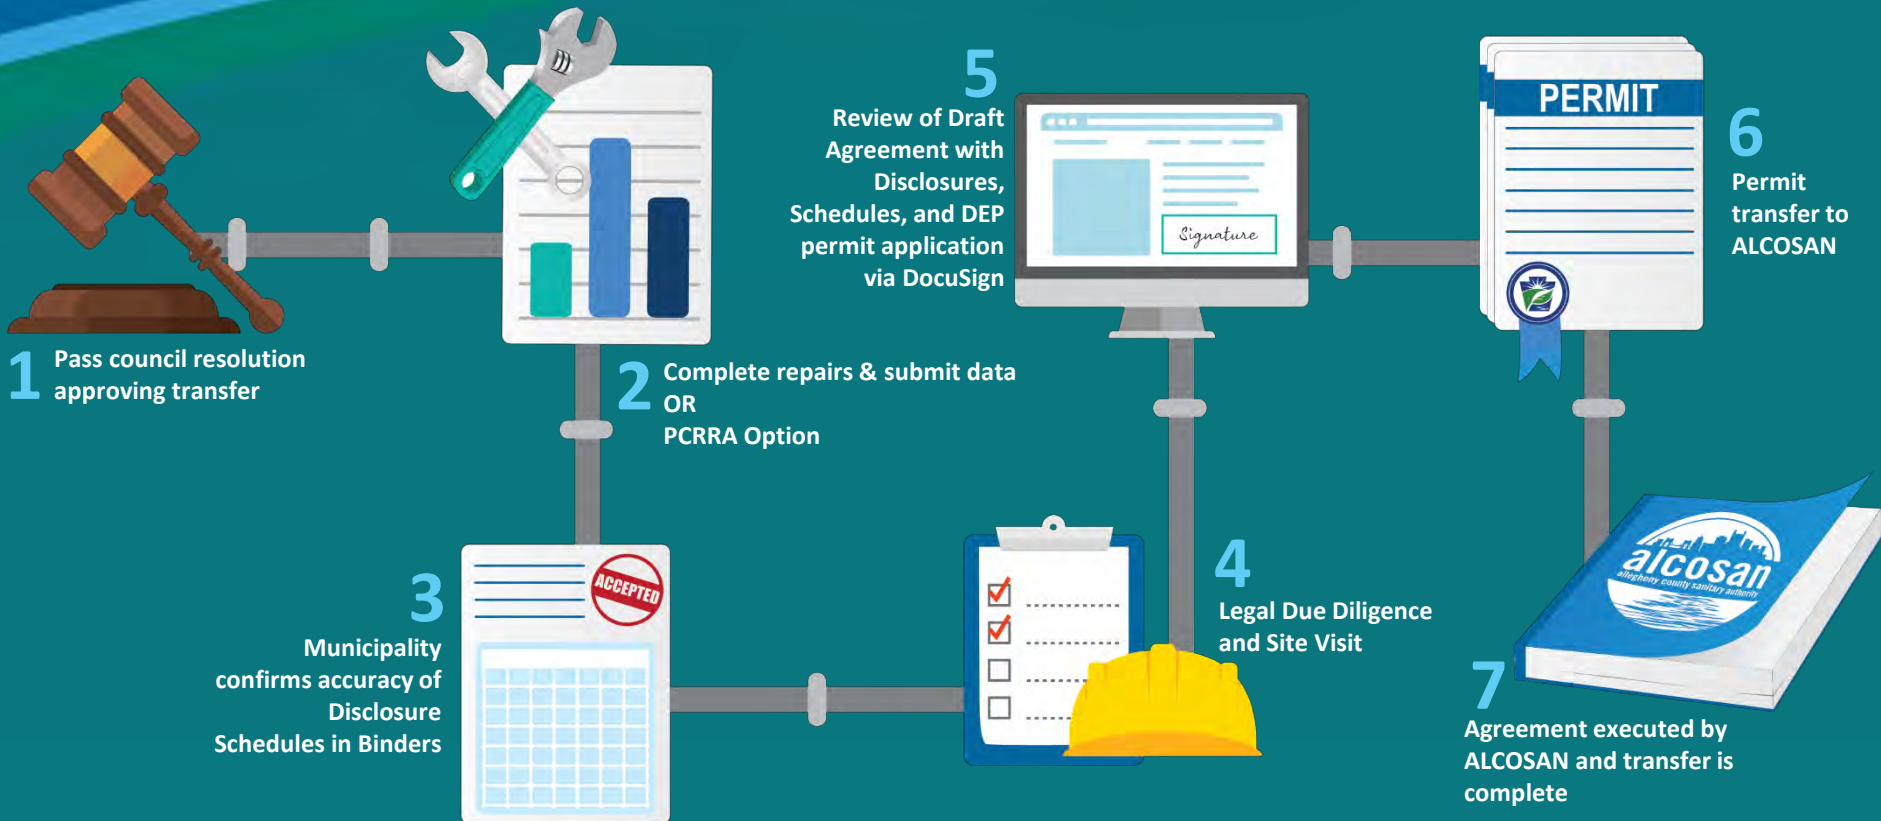 1
Pass council resolution
approving transfer
2
Complete repairs & submit data
OR
PCRRA Option
3
Municipality
confirms accuracy of
Disclosure
Schedules in Binders
ACCEPTED
4
Legal Due Diligence
and Site Visit
5
Review of Draft
Agreement with
Disclosures,
Schedules, and DEP
permit application
via DocuSign
Signature
PERMIT
6
Permit
transfer to
ALCOSAN
alcosan
allegheny county sanitary authority
7
Agreement executed by
ALCOSAN and transfer is
complete